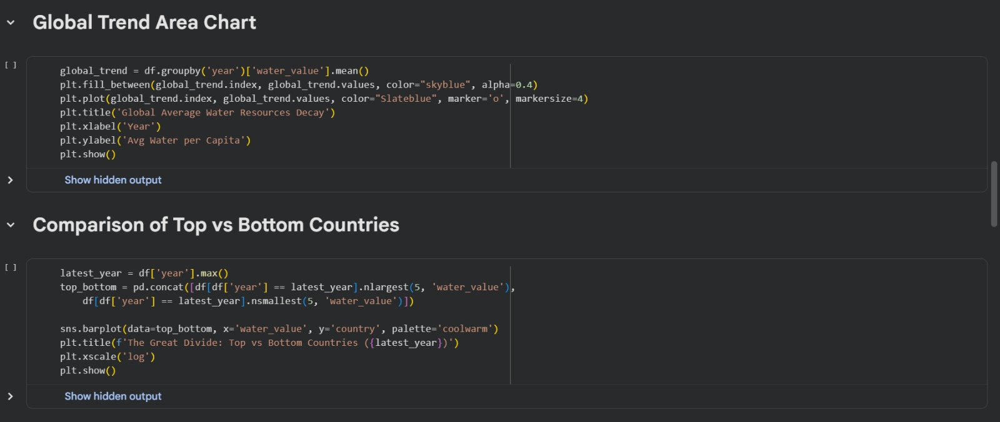 Global Trend Area Chart
[ ]
global_trend = df.groupby('year')['water_value'].mean()
plt.fill_between(global_trend.index, global_trend.values, color="skyblue", alpha=0.4)
plt.plot(global_trend.index, global_trend.values, color="Slateblue", marker='o', markersize=4)
plt.title('Global Average Water Resources Decay')
plt.xlabel('Year')
plt.ylabel('Avg Water per Capita')
plt.show()
Show hidden output
Comparison of Top vs Bottom Countries
[ ]
latest_year = df['year'].max()
top_bottom = pd.concat([df[df['year'] == latest_year].nlargest(5, 'water_value'),
    df[df['year'] == latest_year].nsmallest(5, 'water_value')])
sns.barplot(data=top_bottom, x='water_value', y='country', palette='coolwarm')
plt.title(f'The Great Divide: Top vs Bottom Countries ({latest_year})')
plt.xscale('log')
plt.show()
Show hidden output